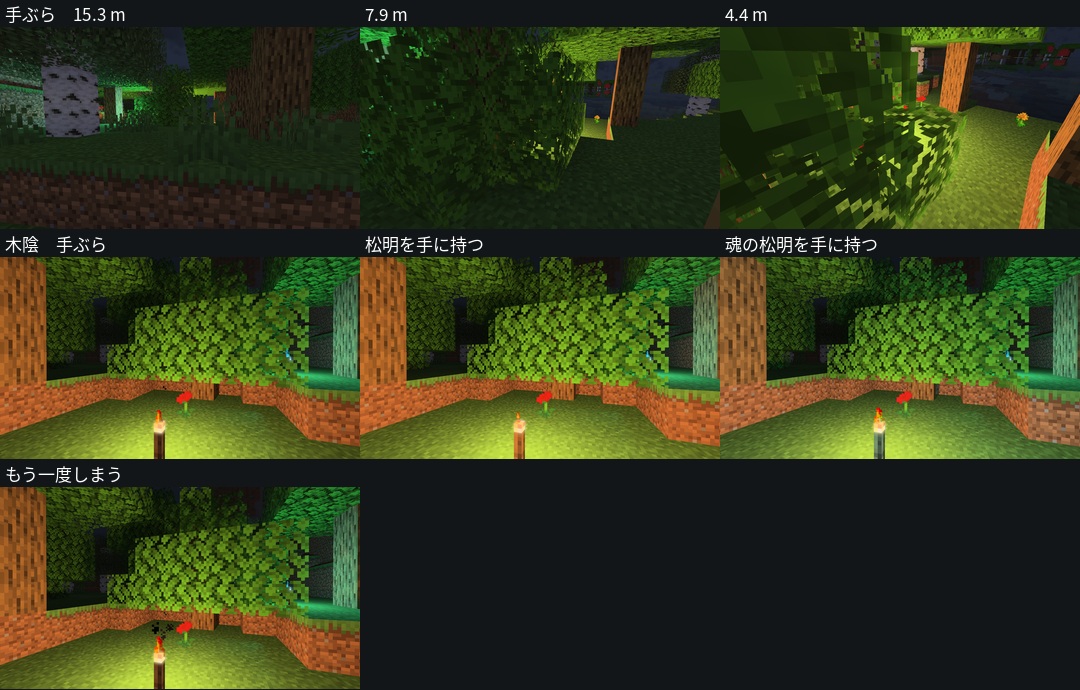 手ぶら 15.3 m
7.9 m
4.4 m
木陰 手ぶら
松明を手に持つ
魂の松明を手に持つ
もう一度しまう